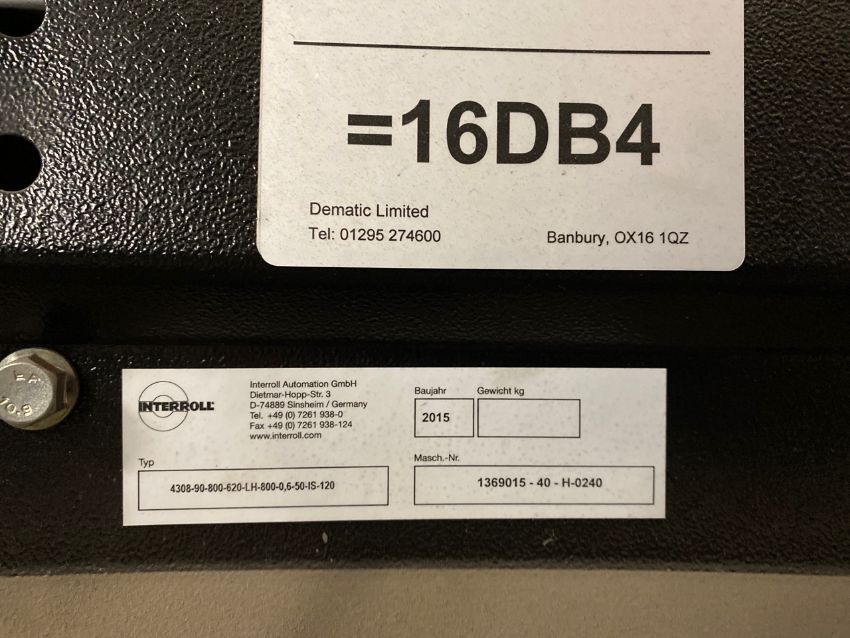 =16DB4
Dematic Limited
Tel: 01295 274600
Banbury, OX16 1QZ
10.9
INTERROLL
Interroll Automation GmbH
Dietmar-Hopp-Str. 3
D-74889 Sinsheim / Germany
Tel. +49 (0) 7261 938-0
Fax +49 (0) 7261 938-124
www.interroll.com
Baujahr
Gewicht kg
2015
Typ
4308-90-800-620-LH-800-0,6-50-IS-120
Masch.-Nr.
1369015 - 40 - H-0240